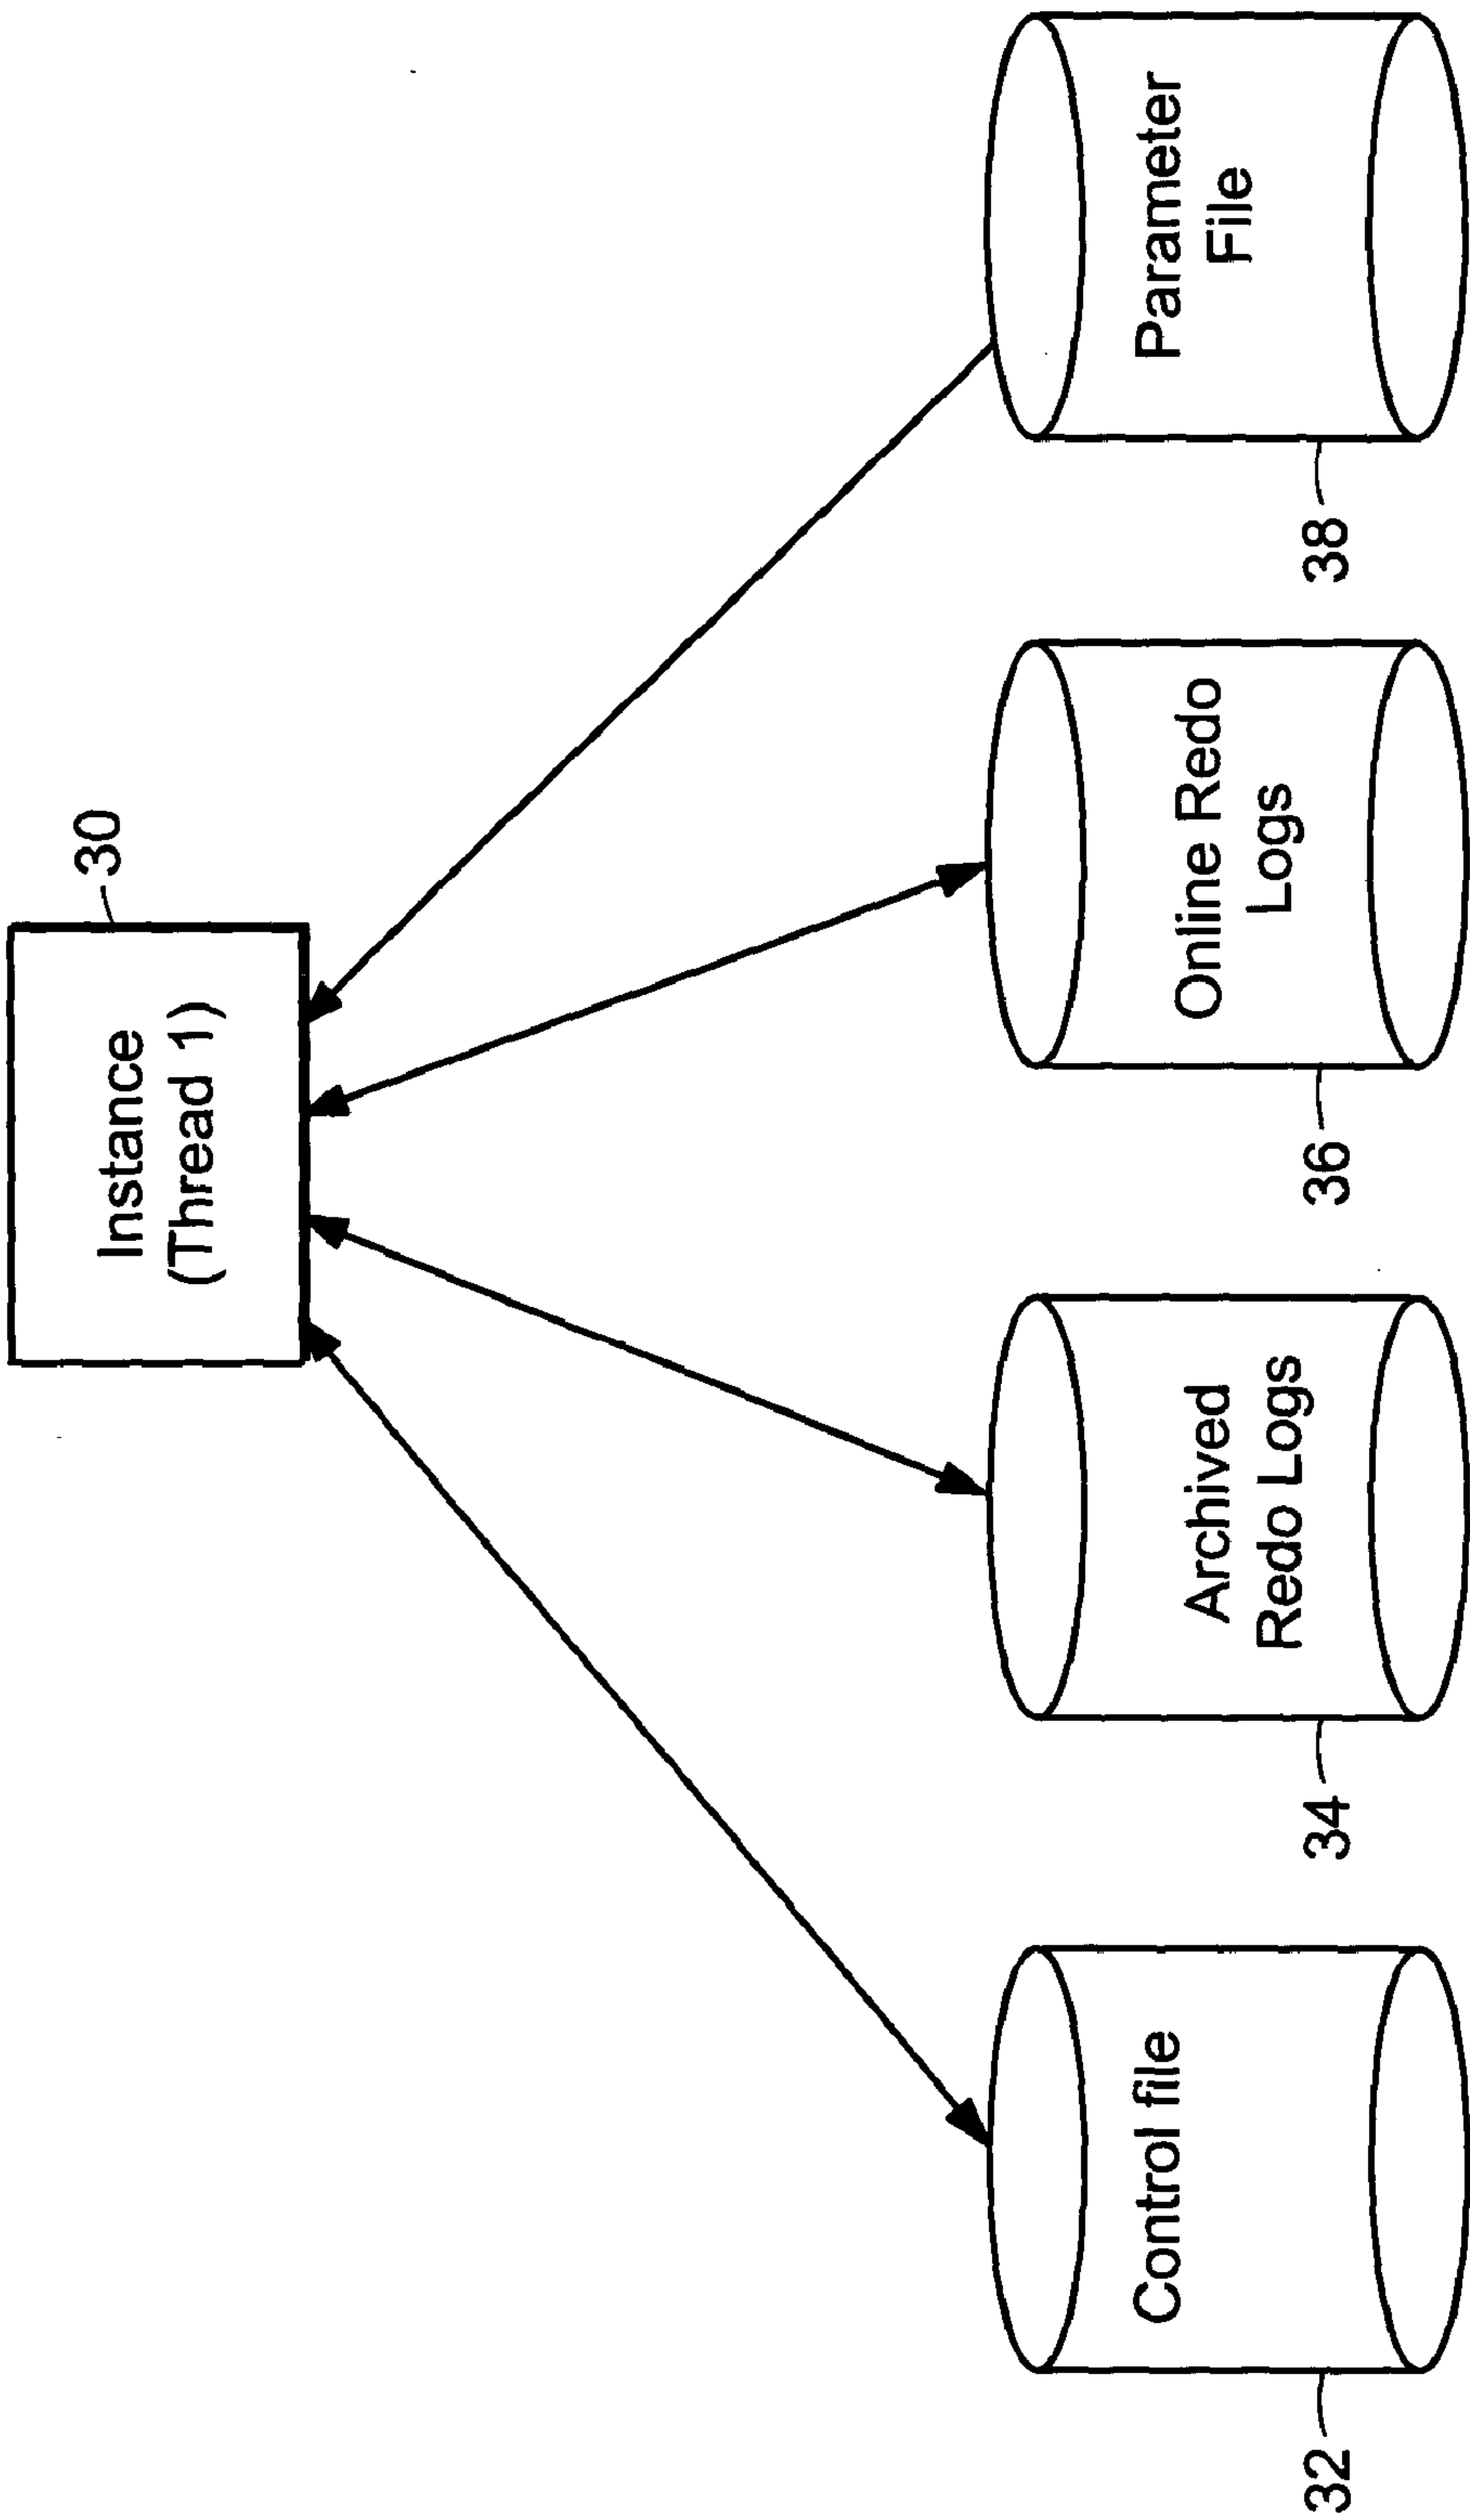 Instance
(Thread 1)
30
Control file
32
Archived
Redo Logs
34
Online Redo
Logs
36
Parameter
File
38